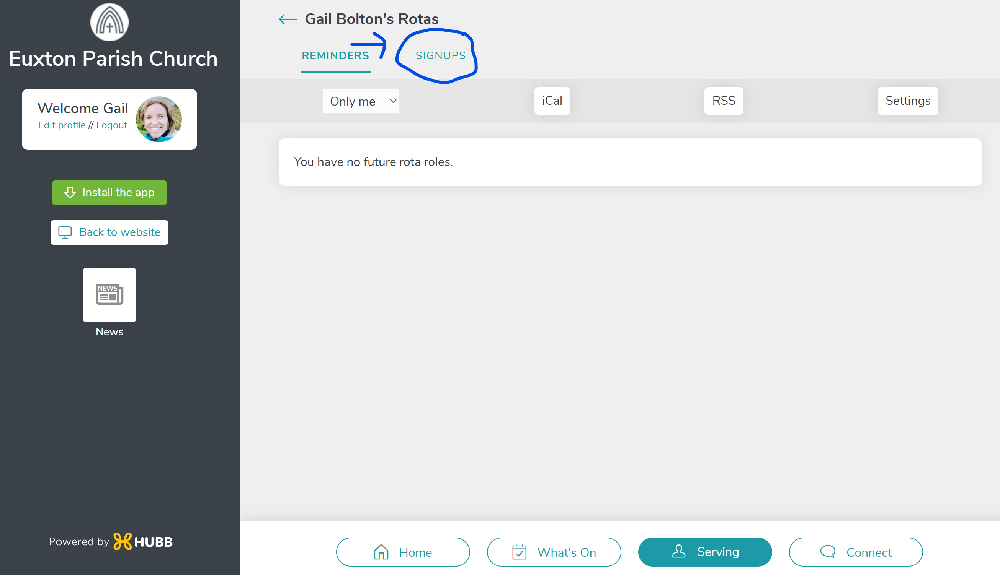 Euxton Parish Church
Welcome Gail
Edit profile // Logout
Install the app
Back to website
NEWS
News
Powered by HUBB
Gail Bolton's Rotas
REMINDERS SIGNUPS
Only me iCal RSS Settings
You have no future rota roles.
Home What's On Serving Connect